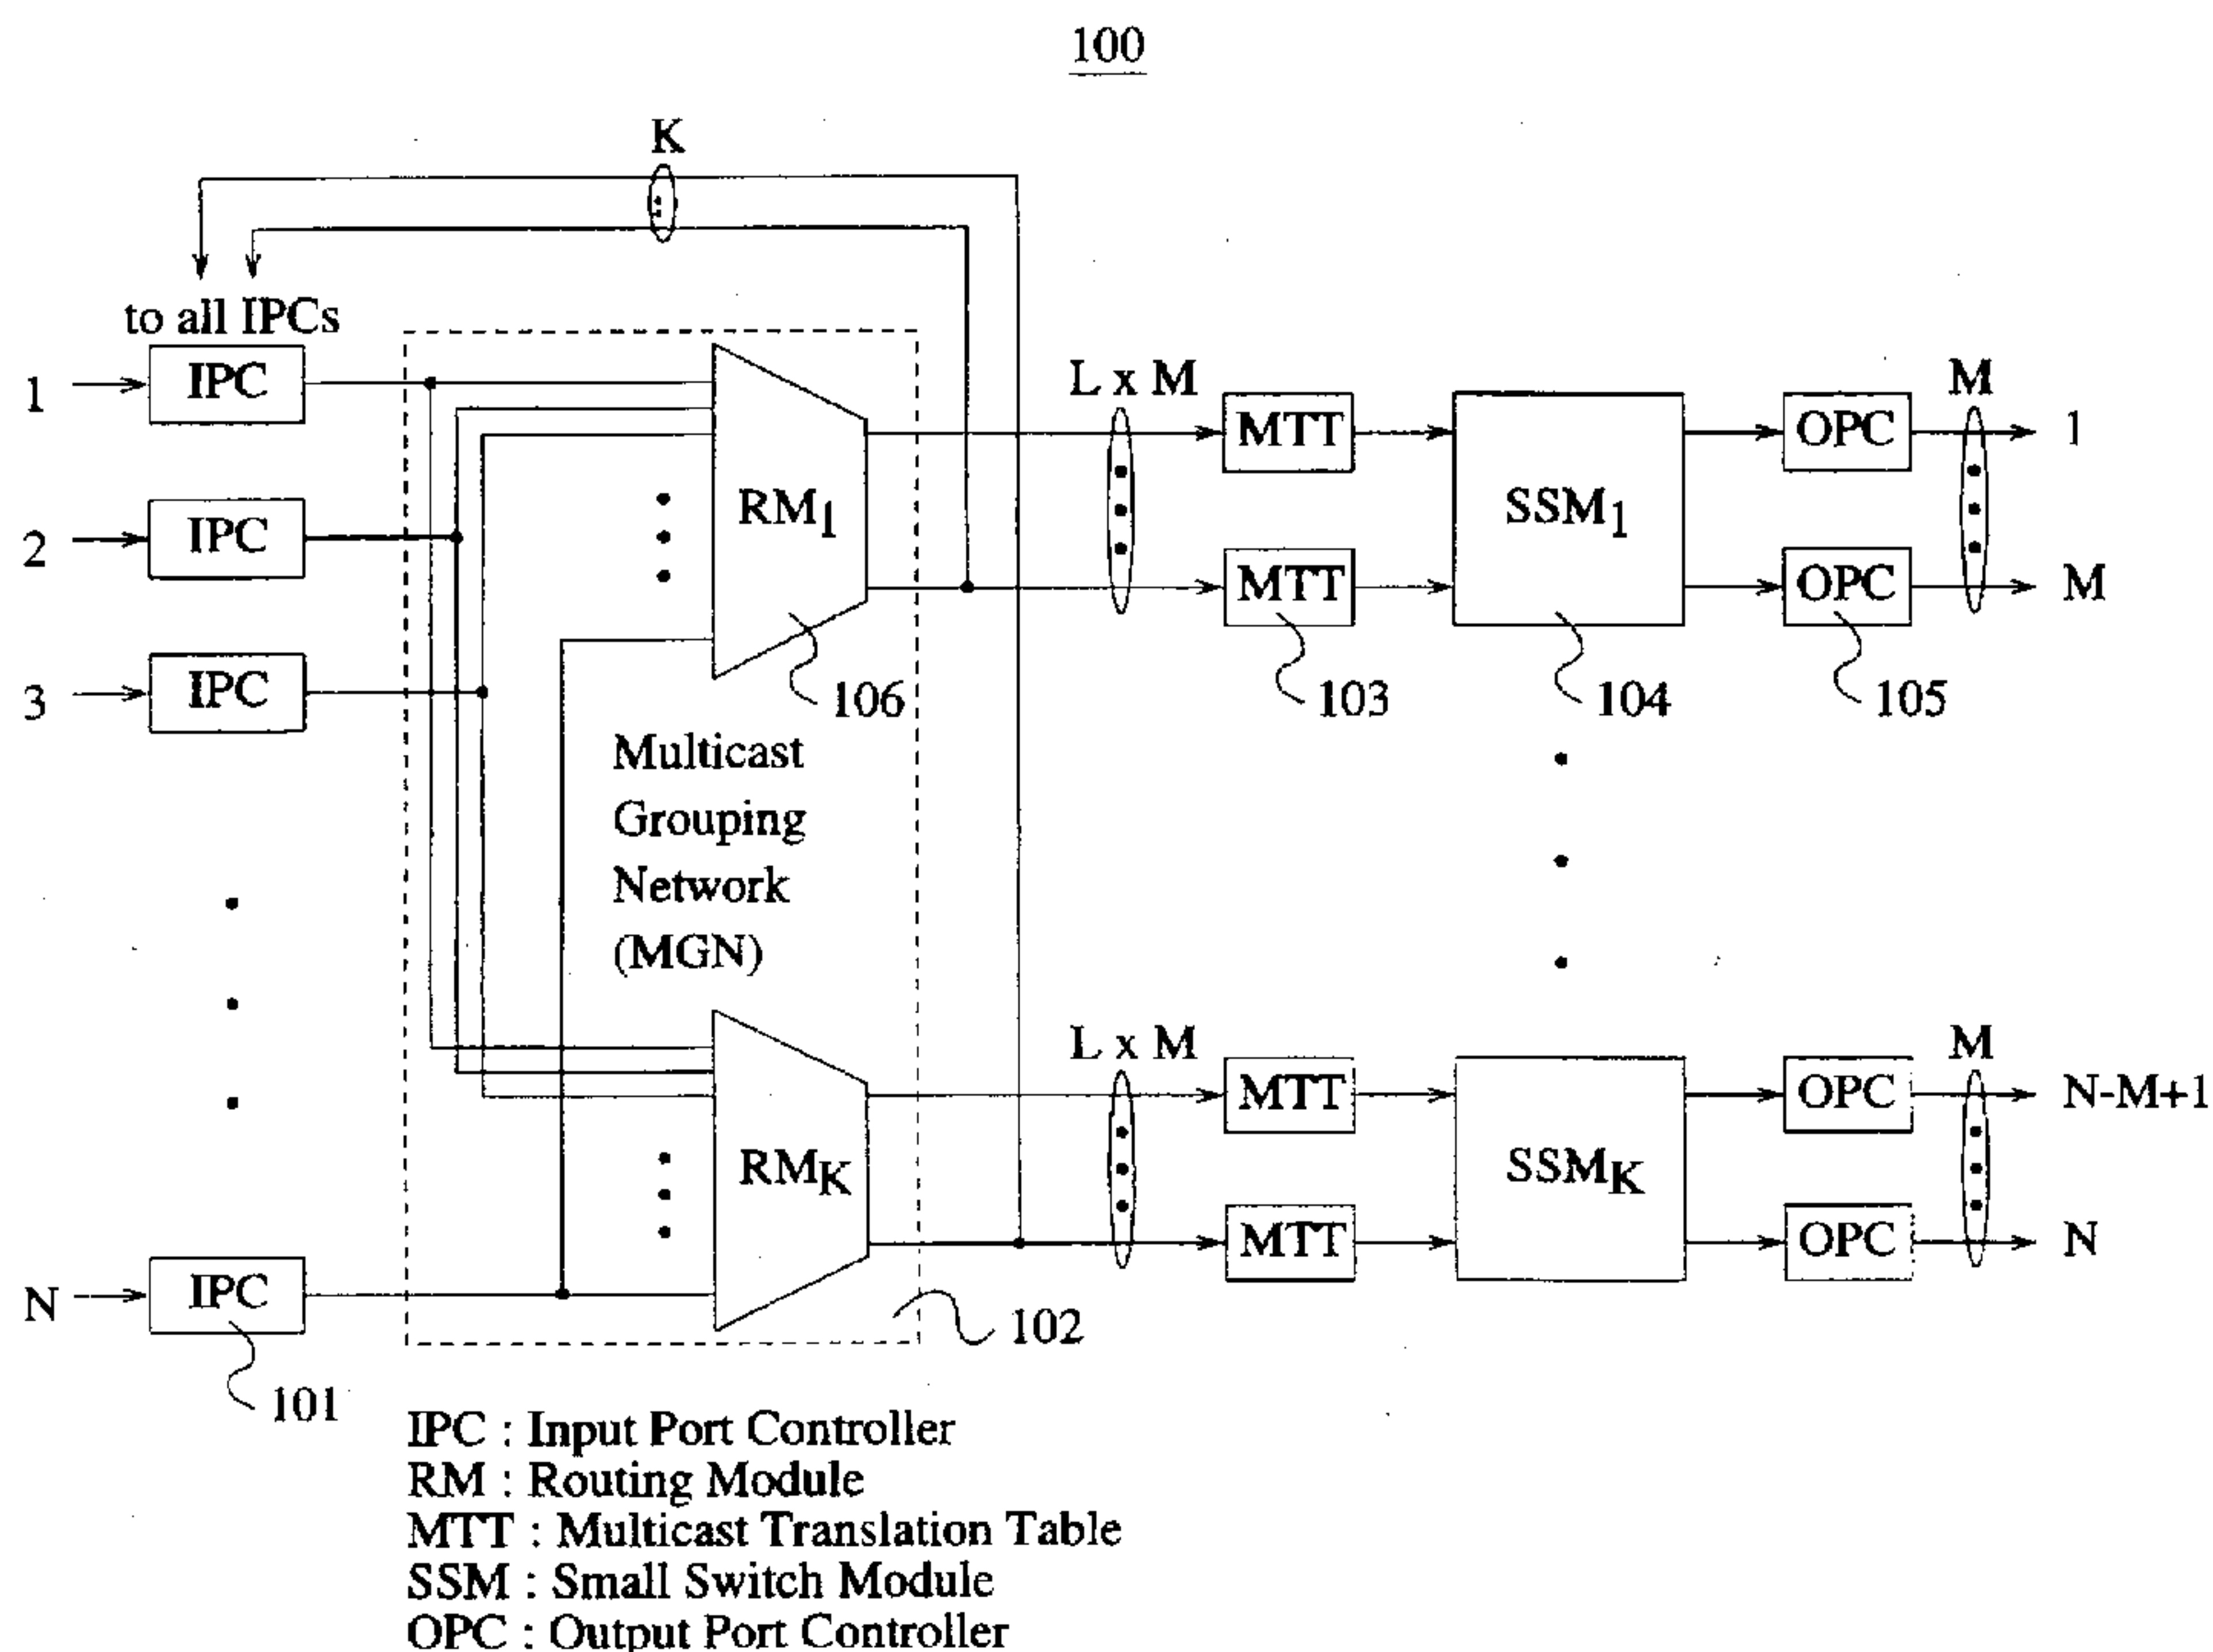 100
K
to all IPCs
1 IPC
2 IPC
3 IPC
N IPC
101
RM1
106
Multicast
Grouping
Network
(MGN)
RMK
102
L x M
MTT
MTT
103
SSM1
104
OPC
OPC
105
M
1
M
L x M
MTT
MTT
SSMK
OPC
OPC
M
N-M+1
N
IPC : Input Port Controller
RM : Routing Module
MTT : Multicast Translation Table
SSM : Small Switch Module
OPC : Output Port Controller